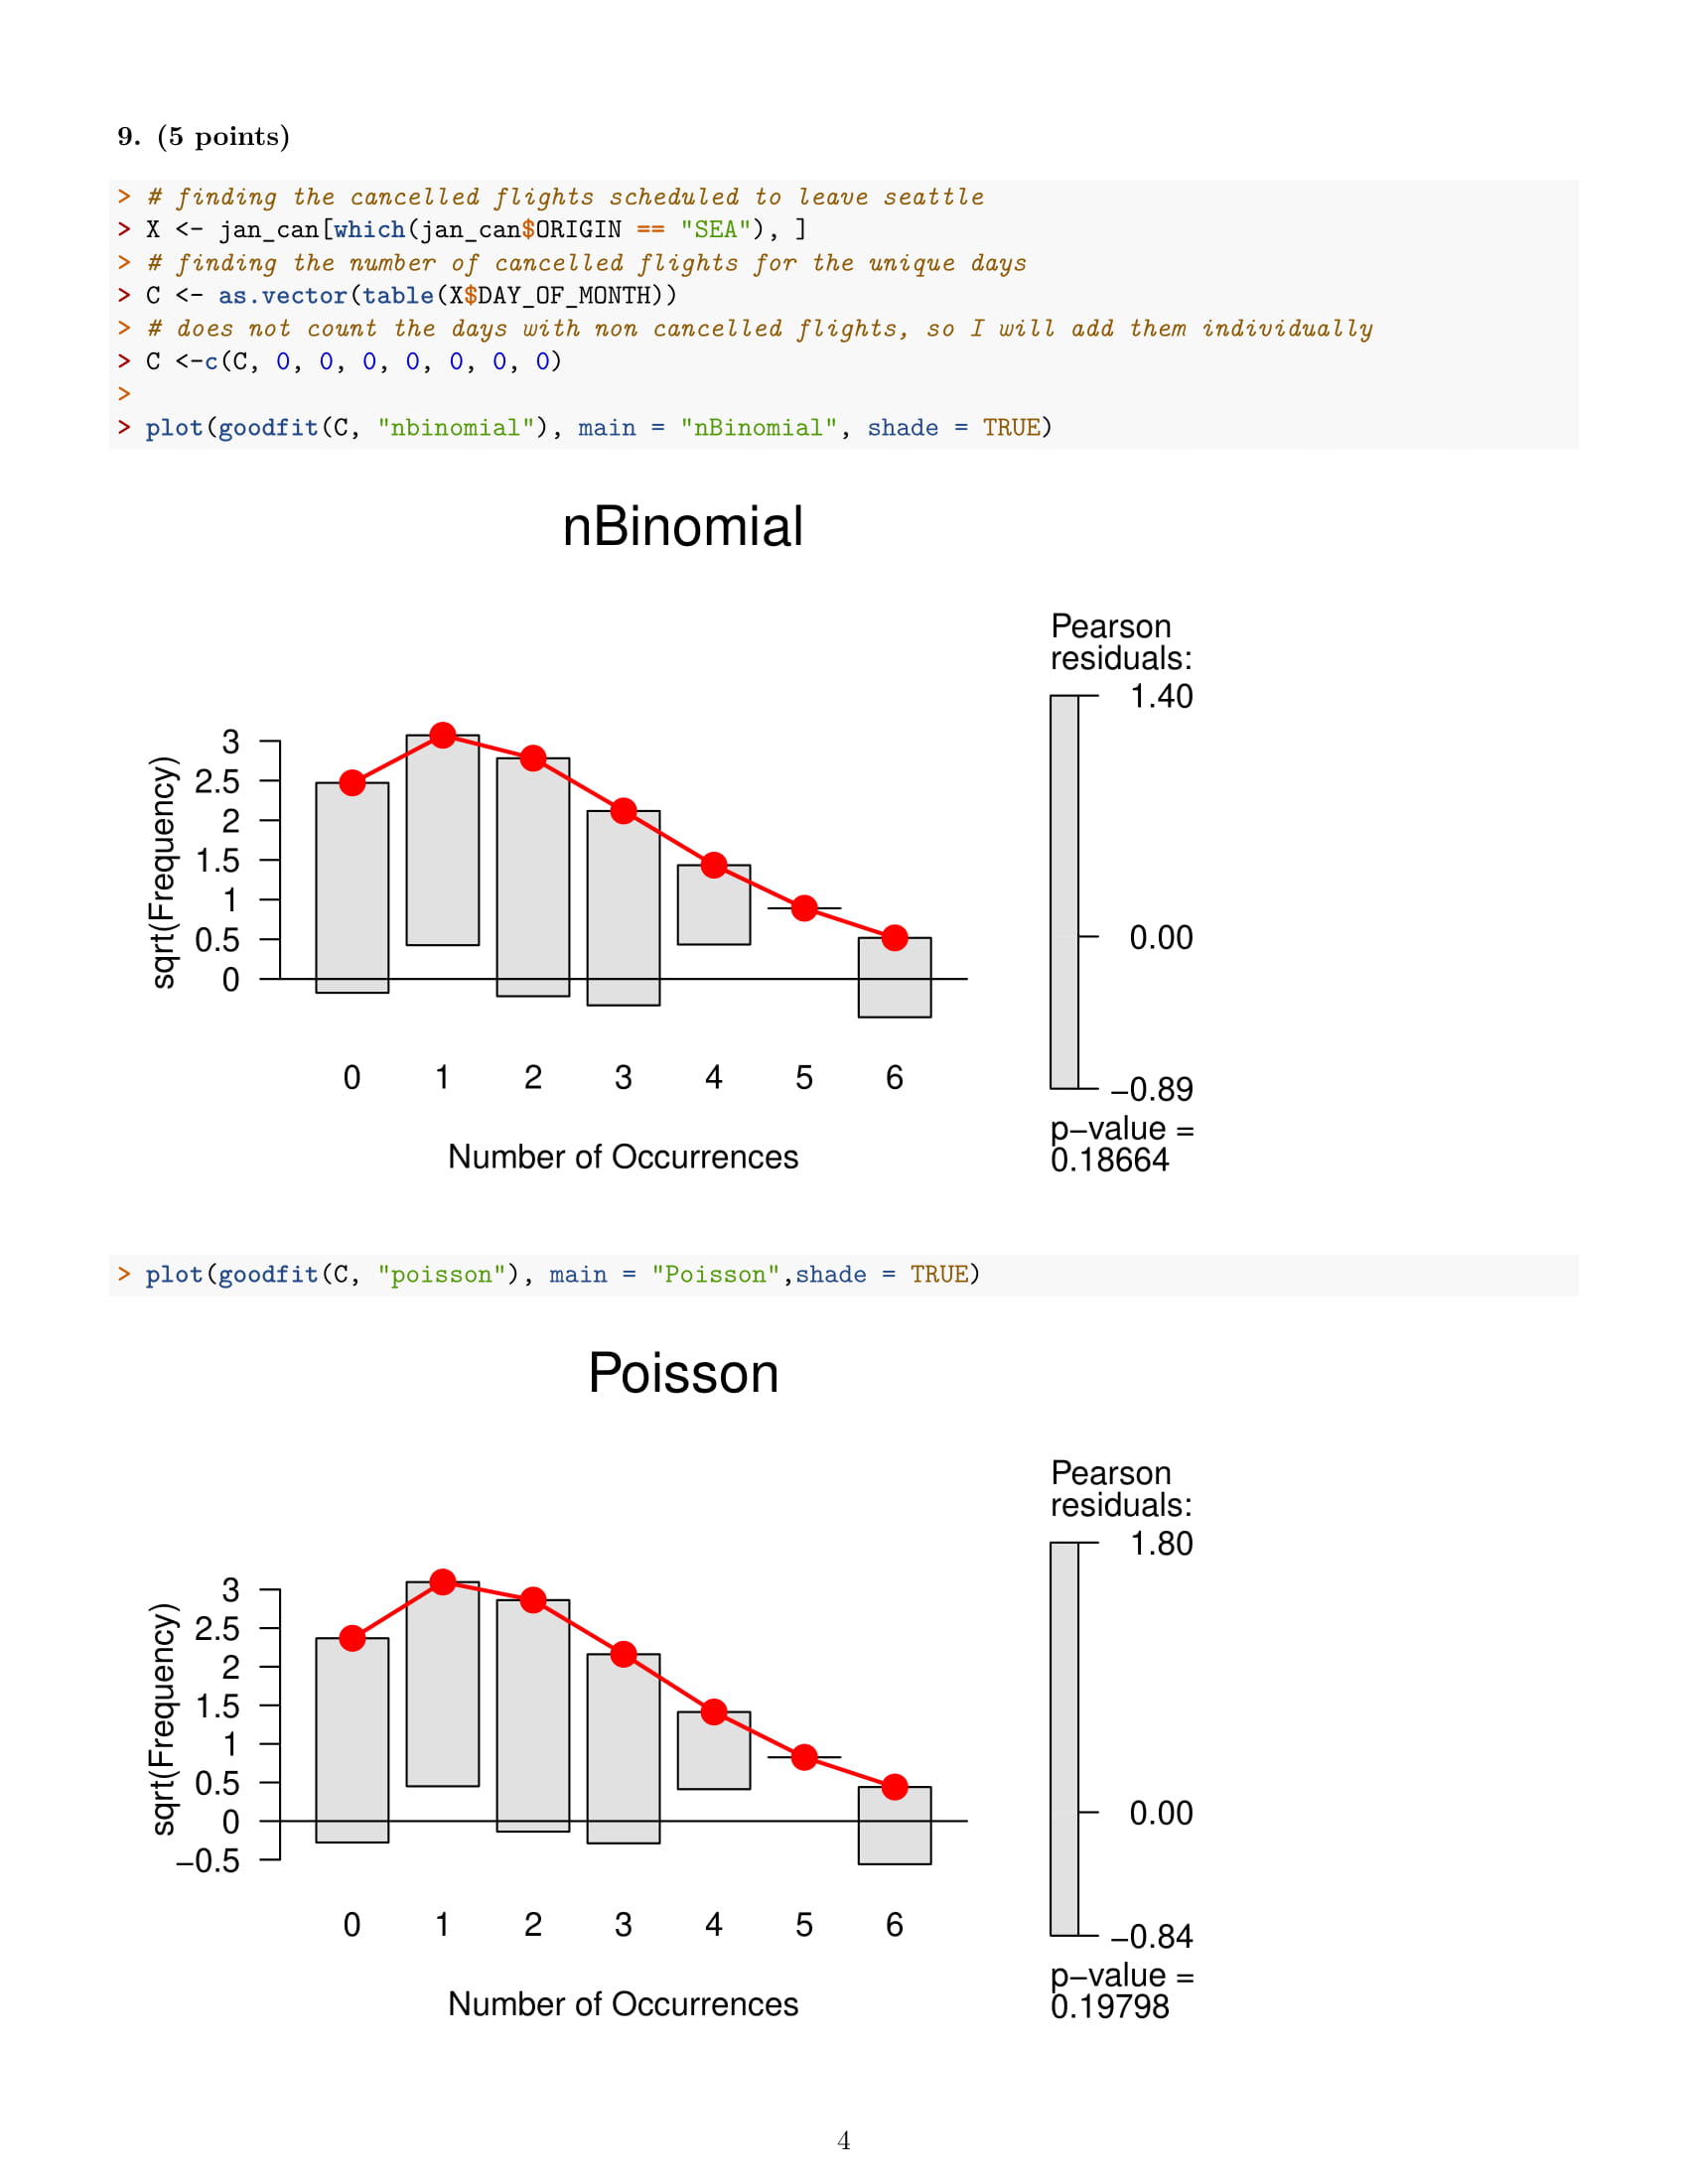 9. (5 points)
> # finding the cancelled flights scheduled to leave seattle
> X <- jan_can[which(jan_can$ORIGIN == "SEA"), ]
> # finding the number of cancelled flights for the unique days
> C <- as.vector(table(X$DAY_OF_MONTH))
> # does not count the days with non cancelled flights, so I will add them individually
> C <-c(C, 0, 0, 0, 0, 0, 0, 0)
>
> plot(goodfit(C, "nbinomial"), main = "nBinomial", shade = TRUE)
nBinomial
sqrt(Frequency)
3
2.5
2
1.5
1
0.5
0
0 1 2 3 4 5 6
Number of Occurrences
Pearson
residuals:
1.40
0.00
−0.89
p−value =
0.18664
> plot(goodfit(C, "poisson"), main = "Poisson",shade = TRUE)
Poisson
sqrt(Frequency)
3
2.5
2
1.5
1
0.5
0
−0.5
0 1 2 3 4 5 6
Number of Occurrences
Pearson
residuals:
1.80
0.00
−0.84
p−value =
0.19798
4